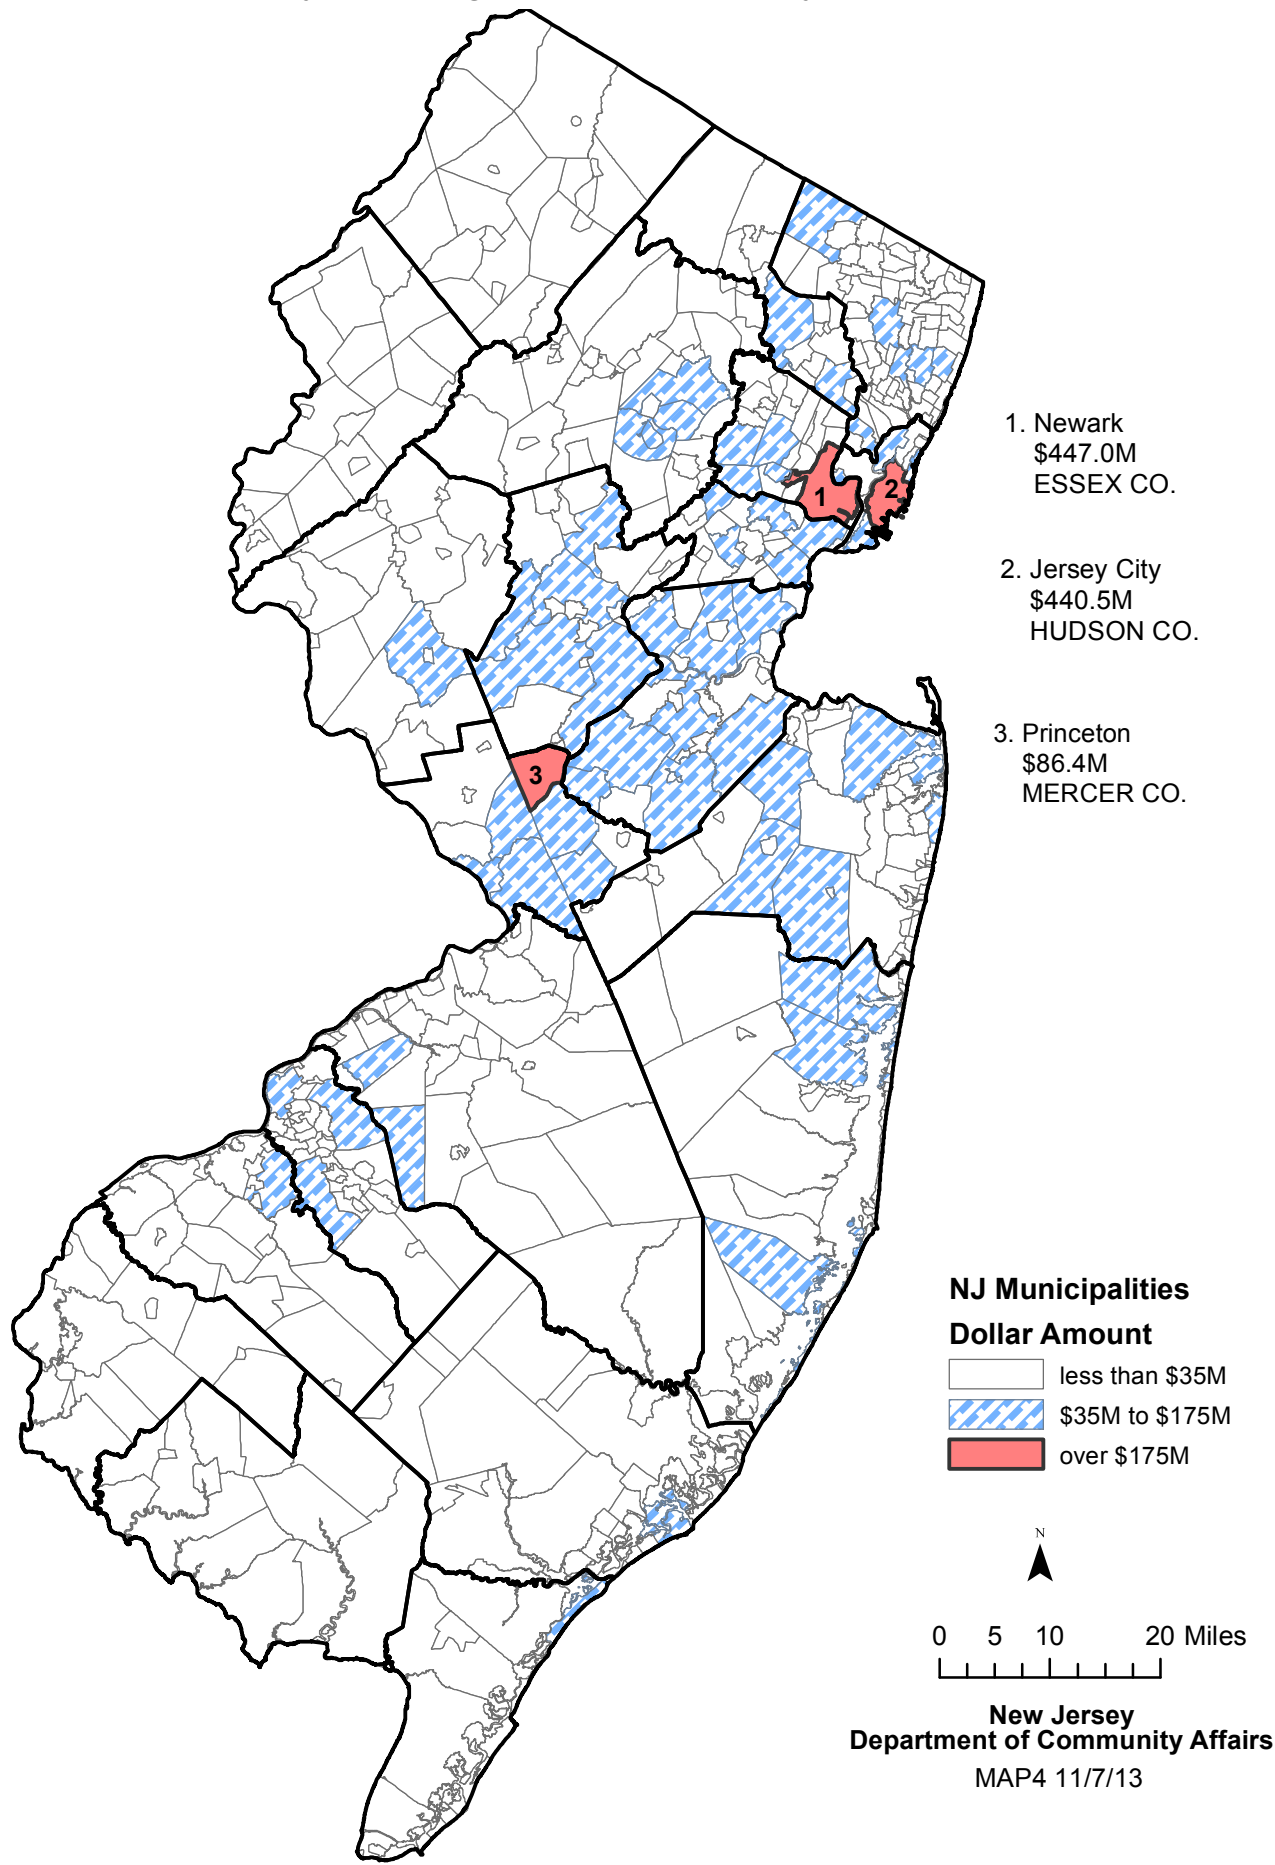 1. Newark
$447.0M
ESSEX CO.
2. Jersey City
$440.5M
HUDSON CO.
3. Princeton
$86.4M
MERCER CO.
1
2
3
NJ Municipalities
Dollar Amount
less than $35M
$35M to $175M
over $175M
N
0 5 10 20 Miles
New Jersey
Department of Community Affairs
MAP4 11/7/13